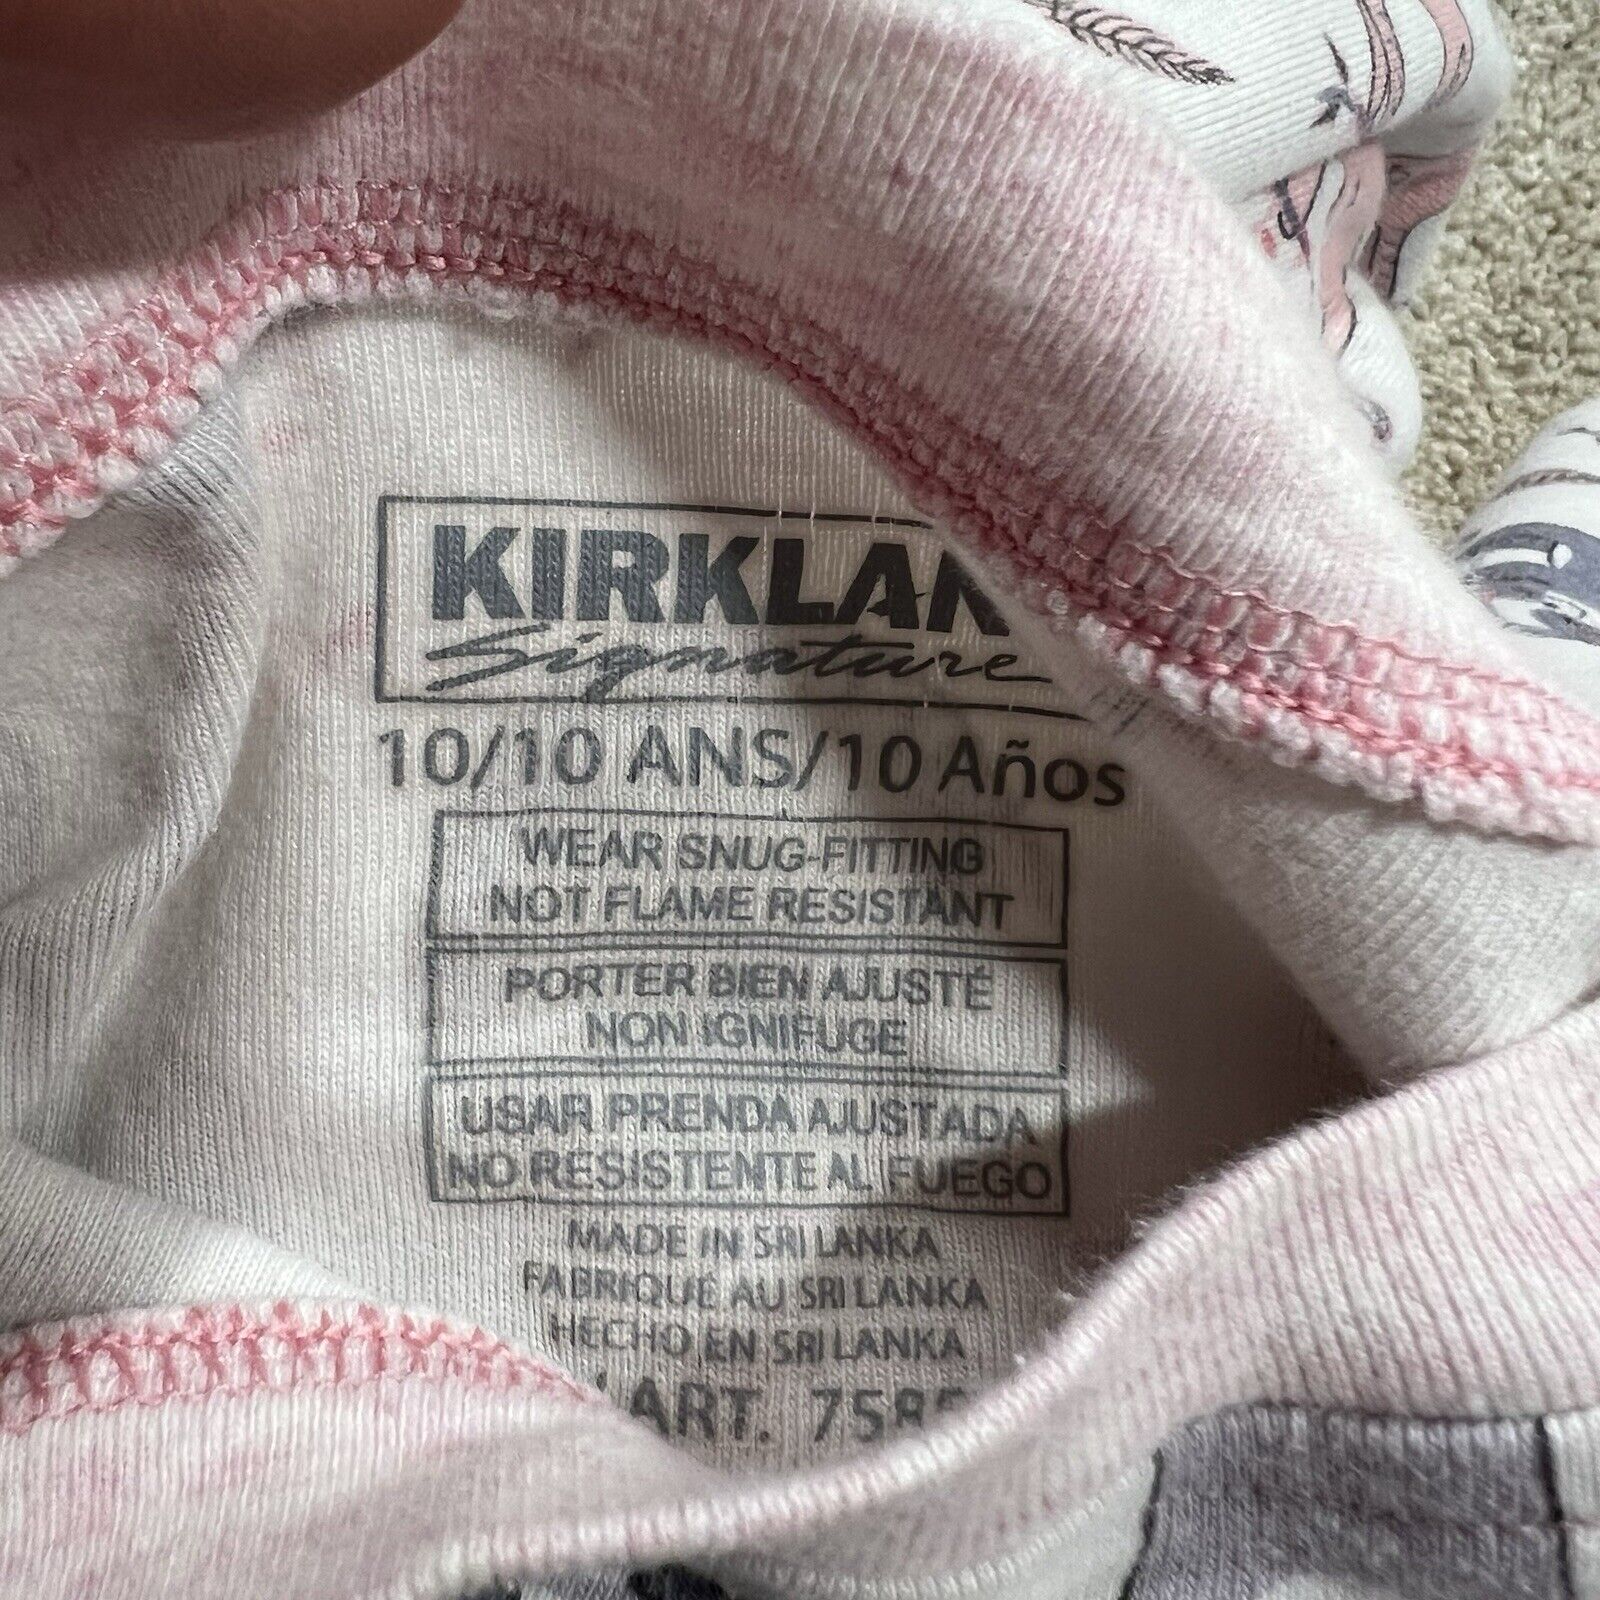 KIRKLAN
Signature
10/10 ANS/10 Años
WEAR SNUG-FITTING
NOT FLAME RESISTANT
PORTER BIEN AJUSTÉ
NON IGNIFUGE
USAR PRENDA AJUSTADA
NO RESISTENTE AL FUEGO
MADE IN SRI LANKA
FABRIQUÉ AU SRI LANKA
HECHO EN SRI LANKA
ART. 758